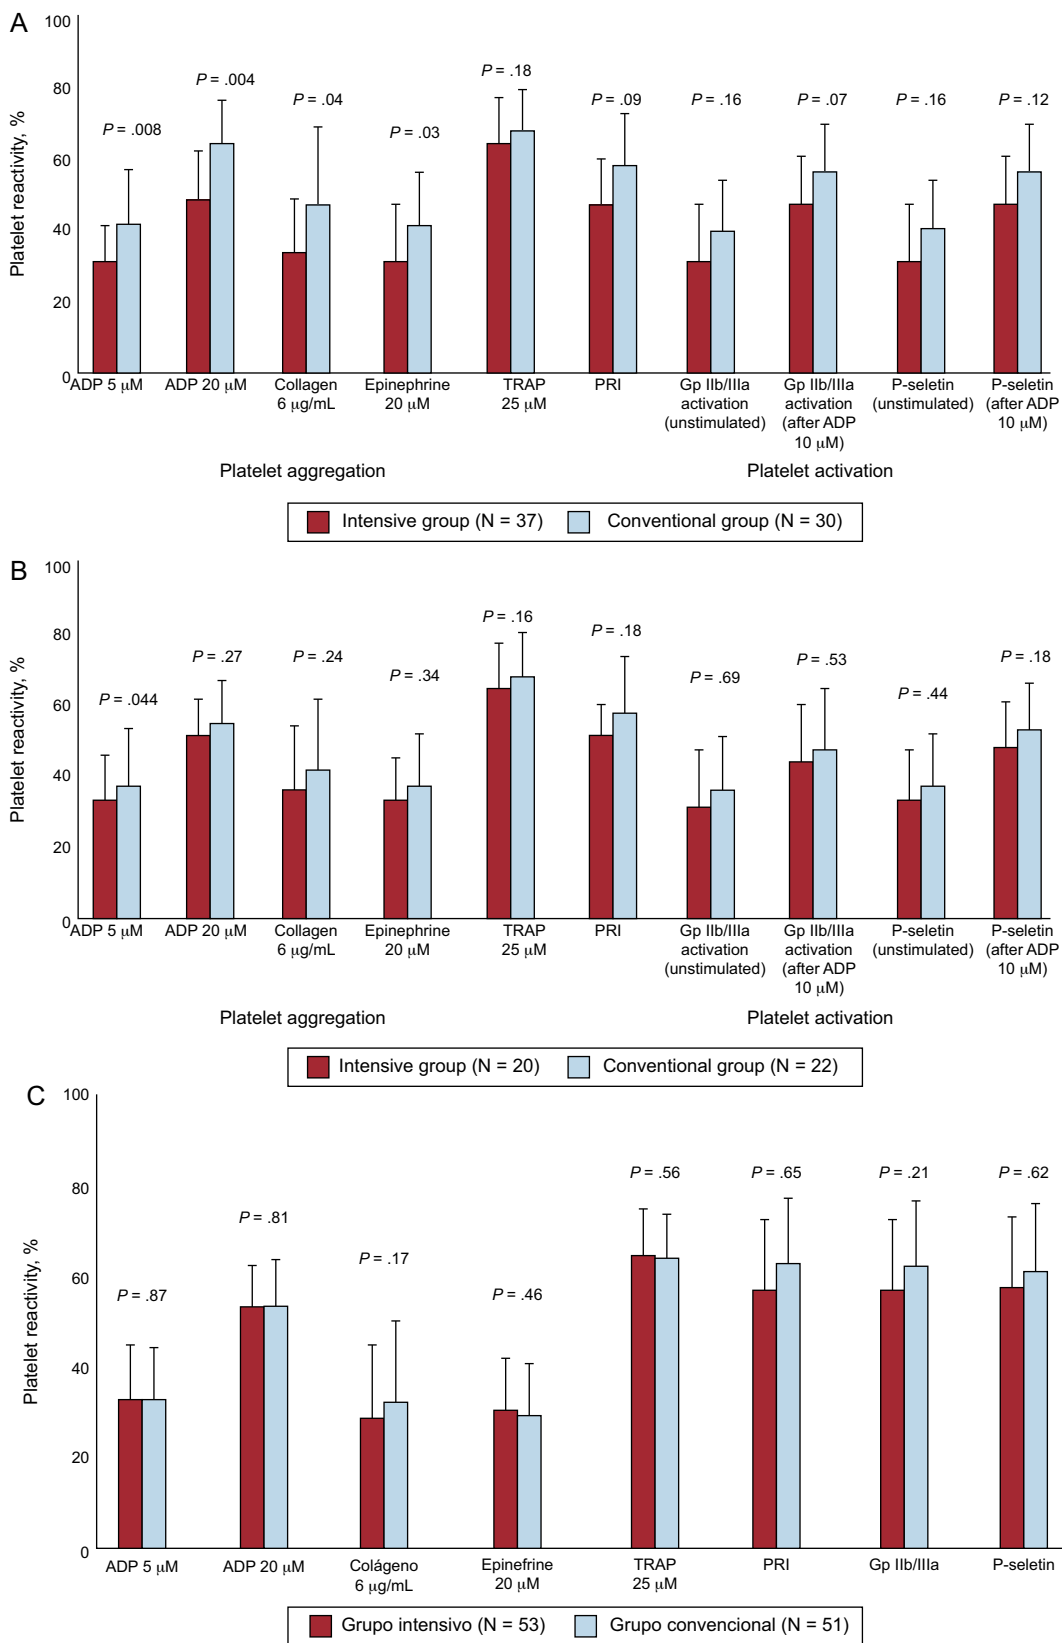 A
Platelet reactivity, %
100
80
60
40
20
0
P = .008
P = .004
P = .04
P = .03
P = .18
P = .09
P = .16
P = .07
P = .16
P = .12
ADP 5 μM
ADP 20 μM
Collagen
6 μg/mL
Epinephrine
20 μM
TRAP
25 μM
PRI
Gp IIb/IIIa
activation
(unstimulated)
Gp IIb/IIIa
activation
(after ADP
10 μM)
P-seletin
(unstimulated)
P-seletin
(after ADP
10 μM)
Platelet aggregation
Platelet activation
Intensive group (N = 37)
Conventional group (N = 30)
B
Platelet reactivity, %
100
80
60
40
20
0
P = .044
P = .27
P = .24
P = .34
P = .16
P = .18
P = .69
P = .53
P = .44
P = .18
ADP 5 μM
ADP 20 μM
Collagen
6 μg/mL
Epinephrine
20 μM
TRAP
25 μM
PRI
Gp IIb/IIIa
activation
(unstimulated)
Gp IIb/IIIa
activation
(after ADP
10 μM)
P-seletin
(unstimulated)
P-seletin
(after ADP
10 μM)
Platelet aggregation
Platelet activation
Intensive group (N = 20)
Conventional group (N = 22)
C
Platelet reactivity, %
100
80
60
40
20
0
P = .87
P = .81
P = .17
P = .46
P = .56
P = .65
P = .21
P = .62
ADP 5 μM
ADP 20 μM
Colágeno
6 μg/mL
Epinefrine
20 μM
TRAP
25 μM
PRI
Gp IIb/IIIa
P-seletin
Grupo intensivo (N = 53)
Grupo convencional (N = 51)